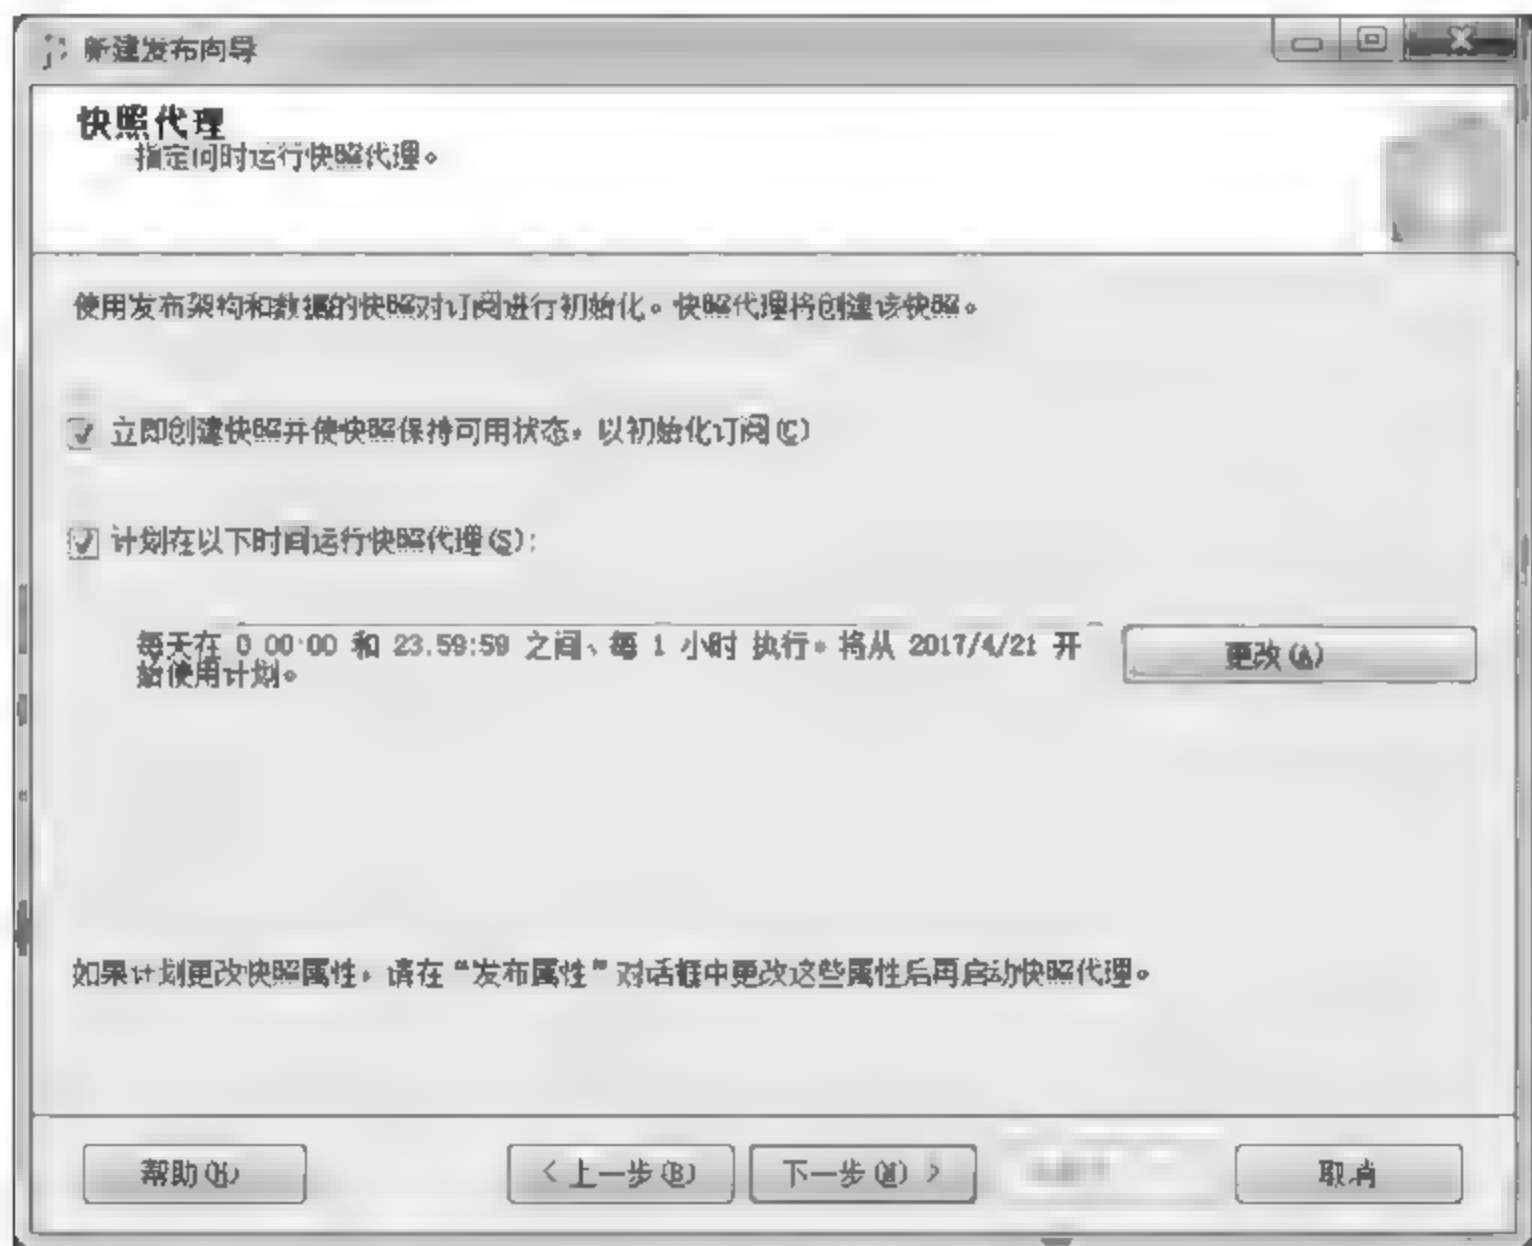 新建发布向导
快照代理
指定何时运行快照代理。
使用发布架构和数据的快照对订阅进行初始化。快照代理将创建该快照。
立即创建快照并使快照保持可用状态，以初始化订阅(C)
计划在以下时间运行快照代理(S):
每天在 0:00:00 和 23:59:59 之间、每 1 小时 执行。将从 2017/4/21 开
始使用计划。
更改(A)
如果计划更改快照属性，请在“发布属性”对话框中更改这些属性后再启动快照代理。
帮助(H)
< 上一步(B)
下一步(N) >
取消